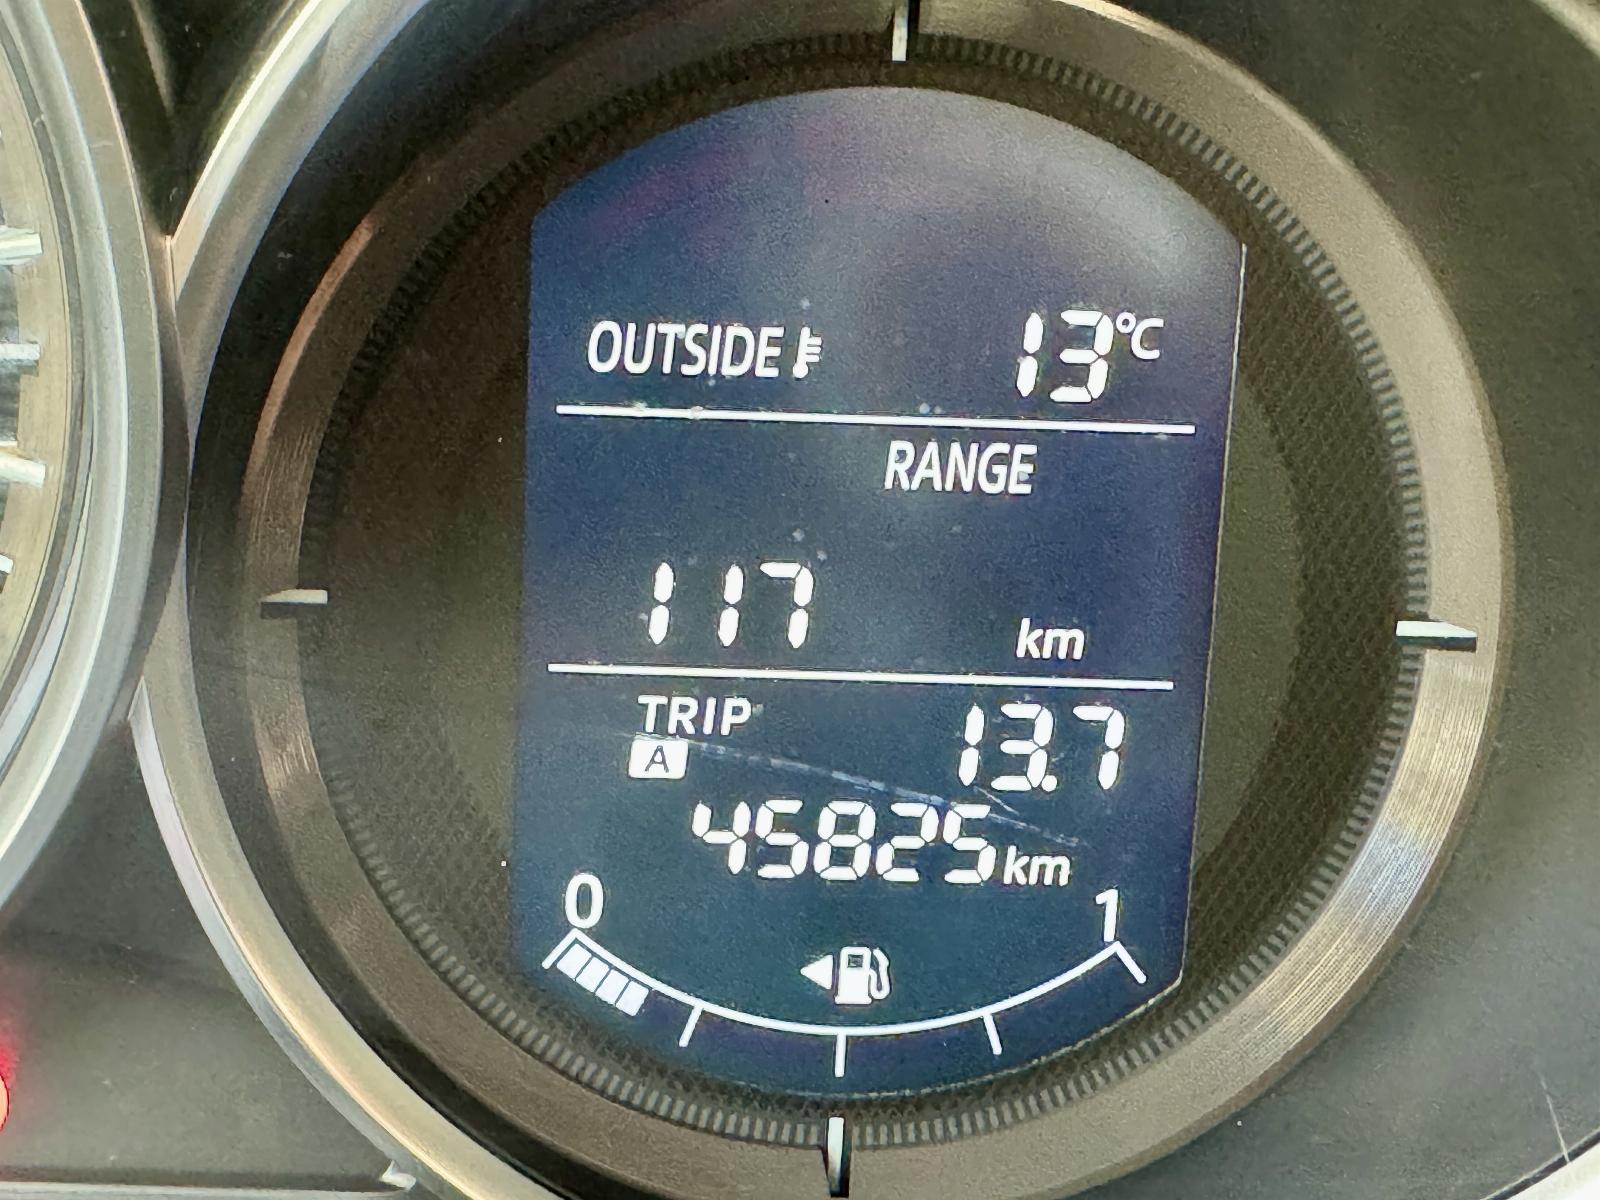 OUTSIDE 13°C
RANGE
117 km
TRIP A 13.7
45825 km
0 1